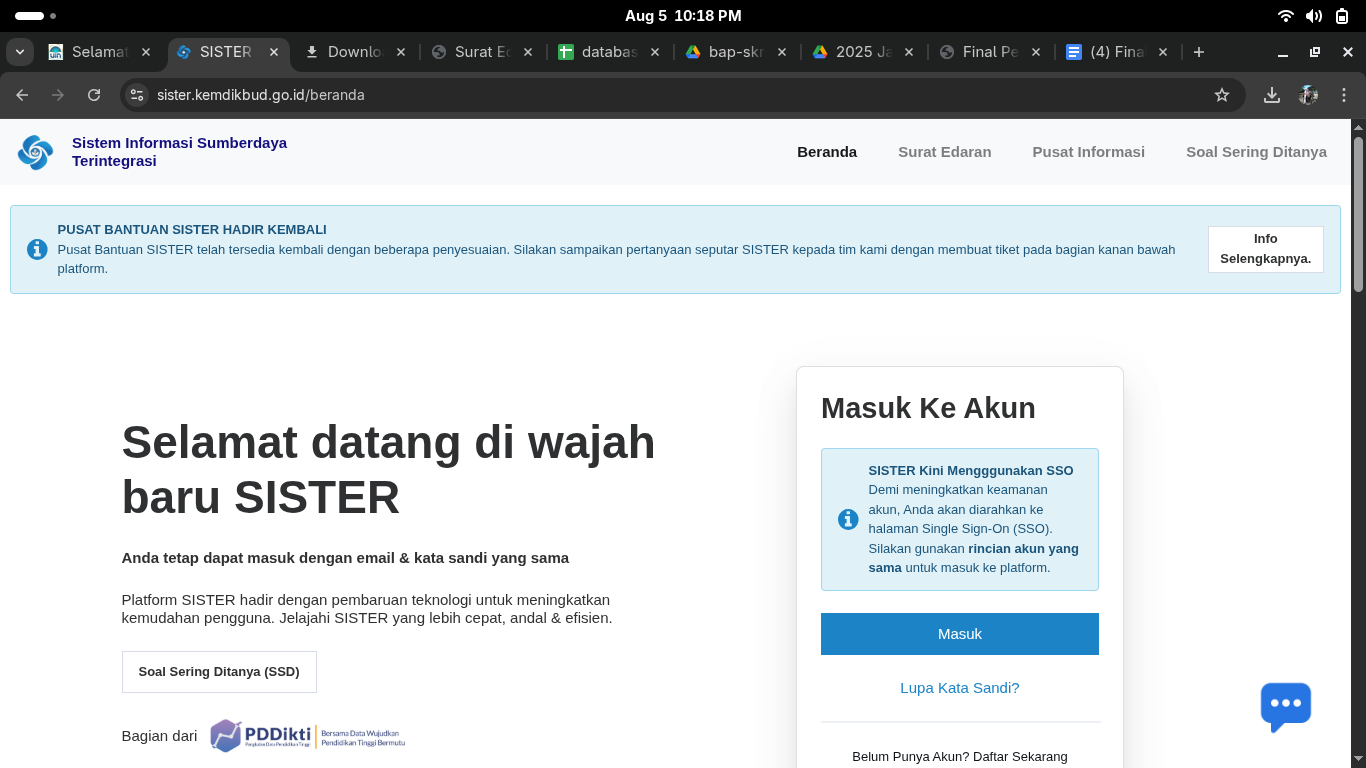 Aug 5 10:18 PM
Selamat
SISTER
Downlo
Surat Ed
databas
bap-skr
2025 Ja
Final Pe
(4) Fina
sister.kemdikbud.go.id/beranda
Sistem Informasi Sumberdaya
Terintegrasi
Beranda
Surat Edaran
Pusat Informasi
Soal Sering Ditanya
PUSAT BANTUAN SISTER HADIR KEMBALI
Pusat Bantuan SISTER telah tersedia kembali dengan beberapa penyesuaian. Silakan sampaikan pertanyaan seputar SISTER kepada tim kami dengan membuat tiket pada bagian kanan bawah
platform.
Info
Selengkapnya.
Selamat datang di wajah
baru SISTER
Anda tetap dapat masuk dengan email & kata sandi yang sama
Platform SISTER hadir dengan pembaruan teknologi untuk meningkatkan
kemudahan pengguna. Jelajahi SISTER yang lebih cepat, andal & efisien.
Soal Sering Ditanya (SSD)
Bagian dari
PDDikti
Pangkalan Data Pendidikan Tinggi
Bersama Data Wujudkan
Pendidikan Tinggi Bermutu
Masuk Ke Akun
SISTER Kini Mengggunakan SSO
Demi meningkatkan keamanan
akun, Anda akan diarahkan ke
halaman Single Sign-On (SSO).
Silakan gunakan rincian akun yang
sama untuk masuk ke platform.
Masuk
Lupa Kata Sandi?
Belum Punya Akun? Daftar Sekarang